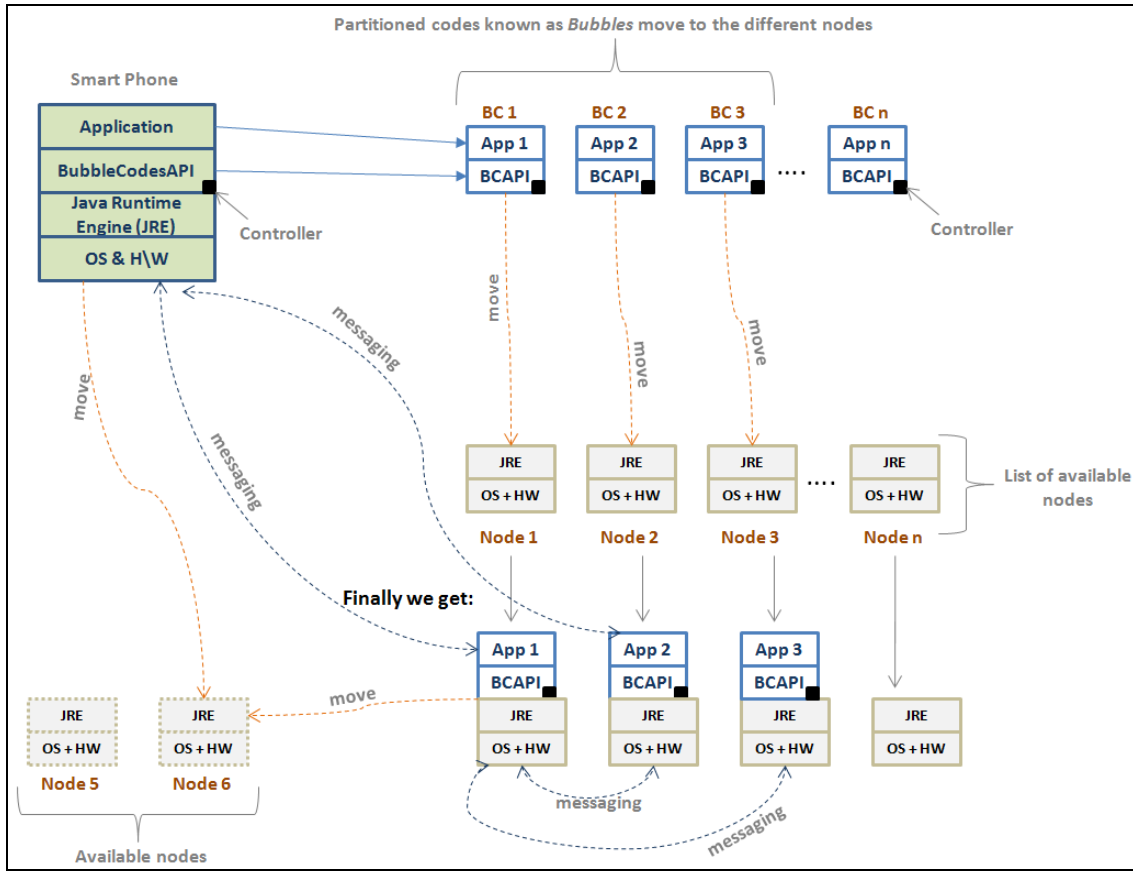 Partitioned codes known as Bubbles move to the different nodes
Smart Phone
Application
BubbleCodesAPI
Java Runtime
Engine (JRE)
OS & H\W
Controller
BC 1
BC 2
BC 3
BC n
App 1
App 2
App 3
App n
BCAPI
BCAPI
BCAPI
....
BCAPI
Controller
move
move
move
move
messaging
messaging
JRE
JRE
JRE
JRE
OS + HW
OS + HW
OS + HW
....
OS + HW
List of available
nodes
Node 1
Node 2
Node 3
Node n
Finally we get:
App 1
App 2
App 3
BCAPI
BCAPI
BCAPI
move
JRE
JRE
JRE
JRE
JRE
JRE
OS + HW
OS + HW
OS + HW
OS + HW
OS + HW
OS + HW
Node 5
Node 6
messaging
messaging
Available nodes